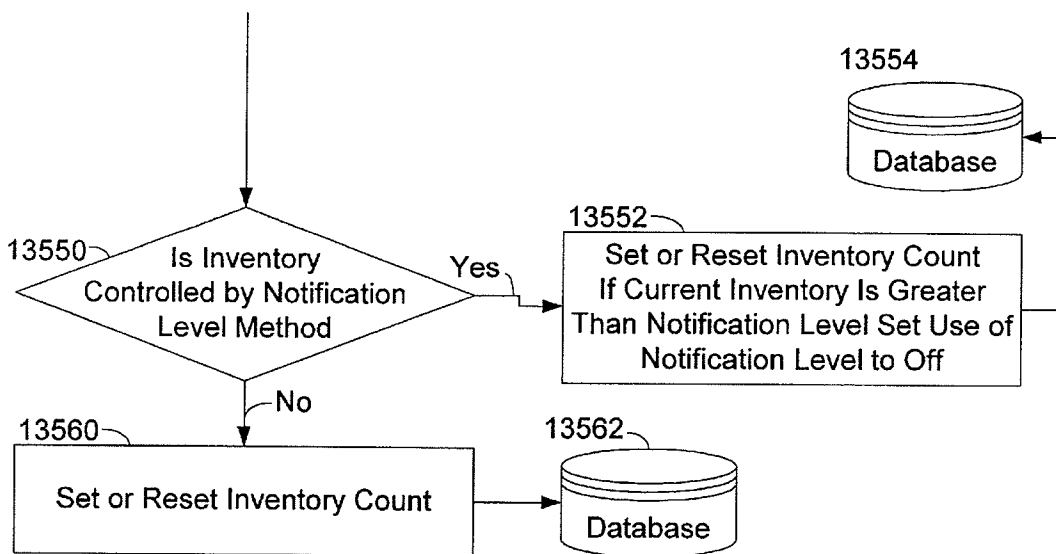 13554
Database
13550
Is Inventory
Controlled by Notification
Level Method
Yes
13552
Set or Reset Inventory Count
If Current Inventory Is Greater
Than Notification Level Set Use of
Notification Level to Off
No
13560
Set or Reset Inventory Count
13562
Database